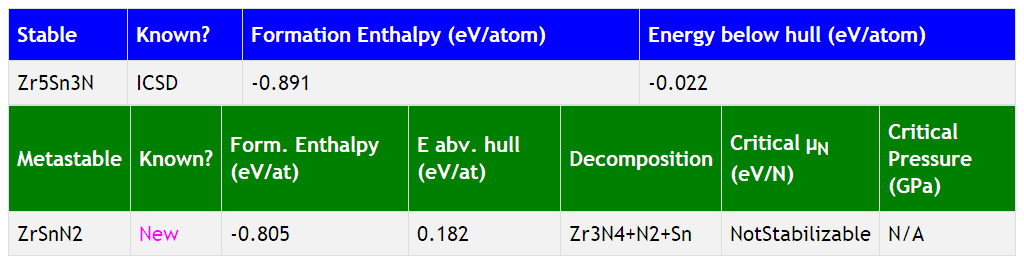 Stable Known? Formation Enthalpy (eV/atom) Energy below hull (eV/atom)
Zr5Sn3N ICSD -0.891 -0.022
Metastable Known? Form. Enthalpy (eV/at) E abv. hull (eV/at) Decomposition Critical μN (eV/N) Critical Pressure (GPa)
ZrSnN2 New -0.805 0.182 Zr3N4+N2+Sn NotStabilizable N/A